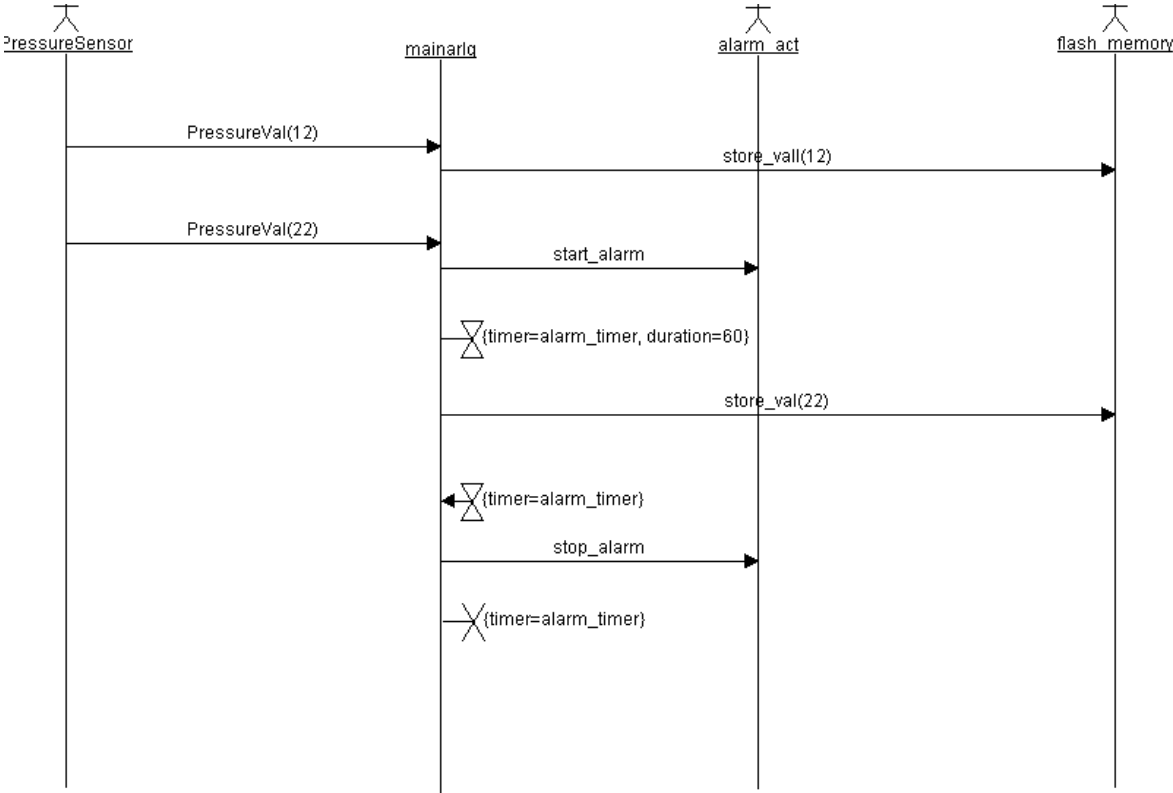 PressureSensor
mainarlg
alarm_act
flash_memory
PressureVal(12)
store_vall(12)
PressureVal(22)
start_alarm
{timer=alarm_timer, duration=60}
store_val(22)
{timer=alarm_timer}
stop_alarm
{timer=alarm_timer}